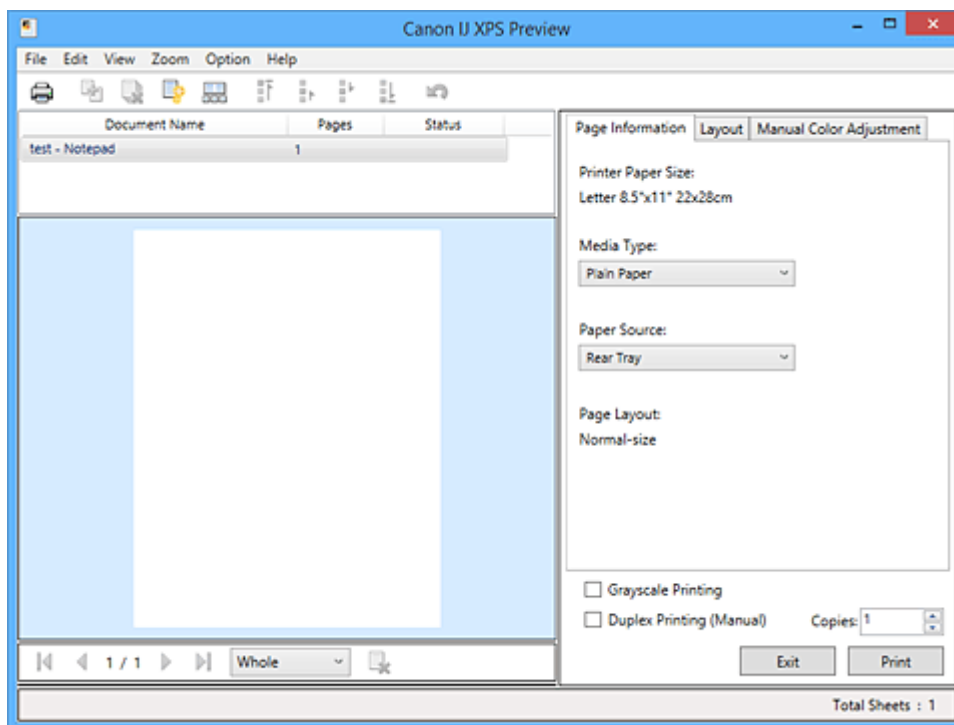 Canon IJ XPS Preview
File Edit View Zoom Option Help
Document Name Pages Status
test - Notepad 1
Page Information Layout Manual Color Adjustment
Printer Paper Size:
Letter 8.5"x11" 22x28cm
Media Type:
Plain Paper
Paper Source:
Rear Tray
Page Layout:
Normal-size
Grayscale Printing
Duplex Printing (Manual) Copies: 1
1 / 1 Whole
Exit Print
Total Sheets : 1